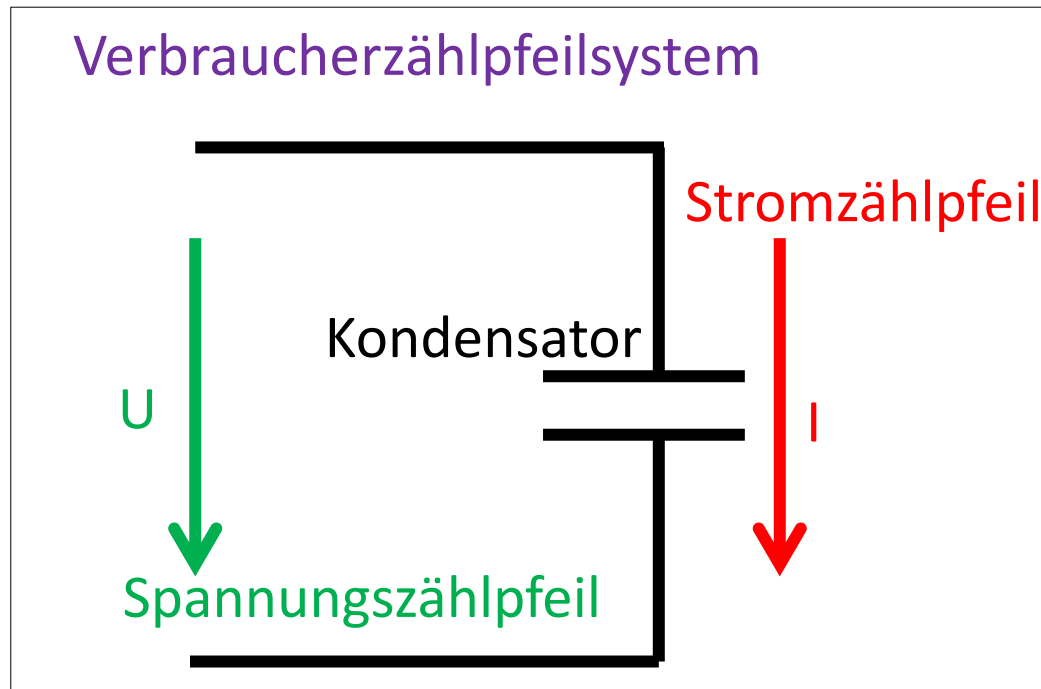 Verbraucherzählpfeilsystem
Stromzählpfeil
Kondensator
U
I
Spannungszählpfeil